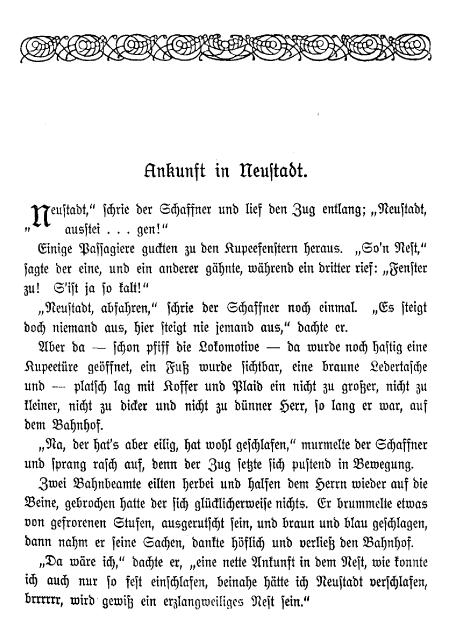 Ankunft in Neustadt.
„Neustadt,“ schrie der Schaffner und lief den Zug entlang; „Neustadt,
ausstei . . . gen!“
Einige Passagiere guckten zu den Kupeefenstern heraus. „So'n Nest,“
sagte der eine, und ein anderer gähnte, während ein dritter rief: „Fenster
zu! S'ist ja so kalt!“
„Neustadt, abfahren,“ schrie der Schaffner noch einmal. „Es steigt
doch niemand aus, hier steigt nie jemand aus,“ dachte er.
Aber da — schon pfiff die Lokomotive — da wurde noch hastig eine
Kupeetüre geöffnet, ein Fuß wurde sichtbar, eine braune Ledertasche
und — platsch lag mit Koffer und Plaid ein nicht zu großer, nicht zu
kleiner, nicht zu dicker und nicht zu dünner Herr, so lang er war, auf
dem Bahnhof.
„Na, der hat's aber eilig, hat wohl geschlafen,“ murmelte der Schaffner
und sprang rasch auf, denn der Zug setzte sich pustend in Bewegung.
Zwei Bahnbeamte eilten herbei und halfen dem Herrn wieder auf die
Beine, gebrochen hatte der sich glücklicherweise nichts. Er brummelte etwas
von gefrorenen Stufen, ausgerutscht sein, und braun und blau geschlagen,
dann nahm er seine Sachen, dankte höflich und verließ den Bahnhof.
„Da wäre ich,“ dachte er, „eine nette Ankunft in dem Nest, wie konnte
ich auch nur so fest einschlafen, beinahe hätte ich Neustadt verschlafen,
brrrrrr, wird gewiß ein erzlangweiliges Nest sein.“